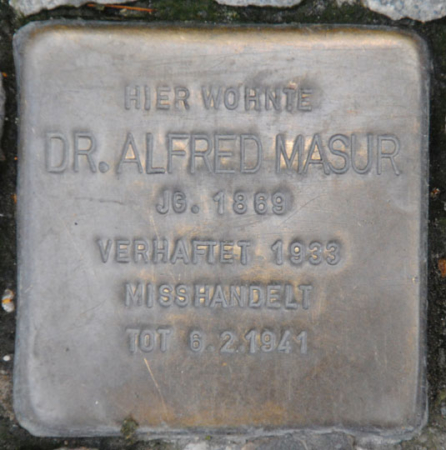 HIER WOHNTE
DR. ALFRED MASUR
JG. 1869
VERHAFTET 1933
MISSHANDELT
TOT 6.2.1941